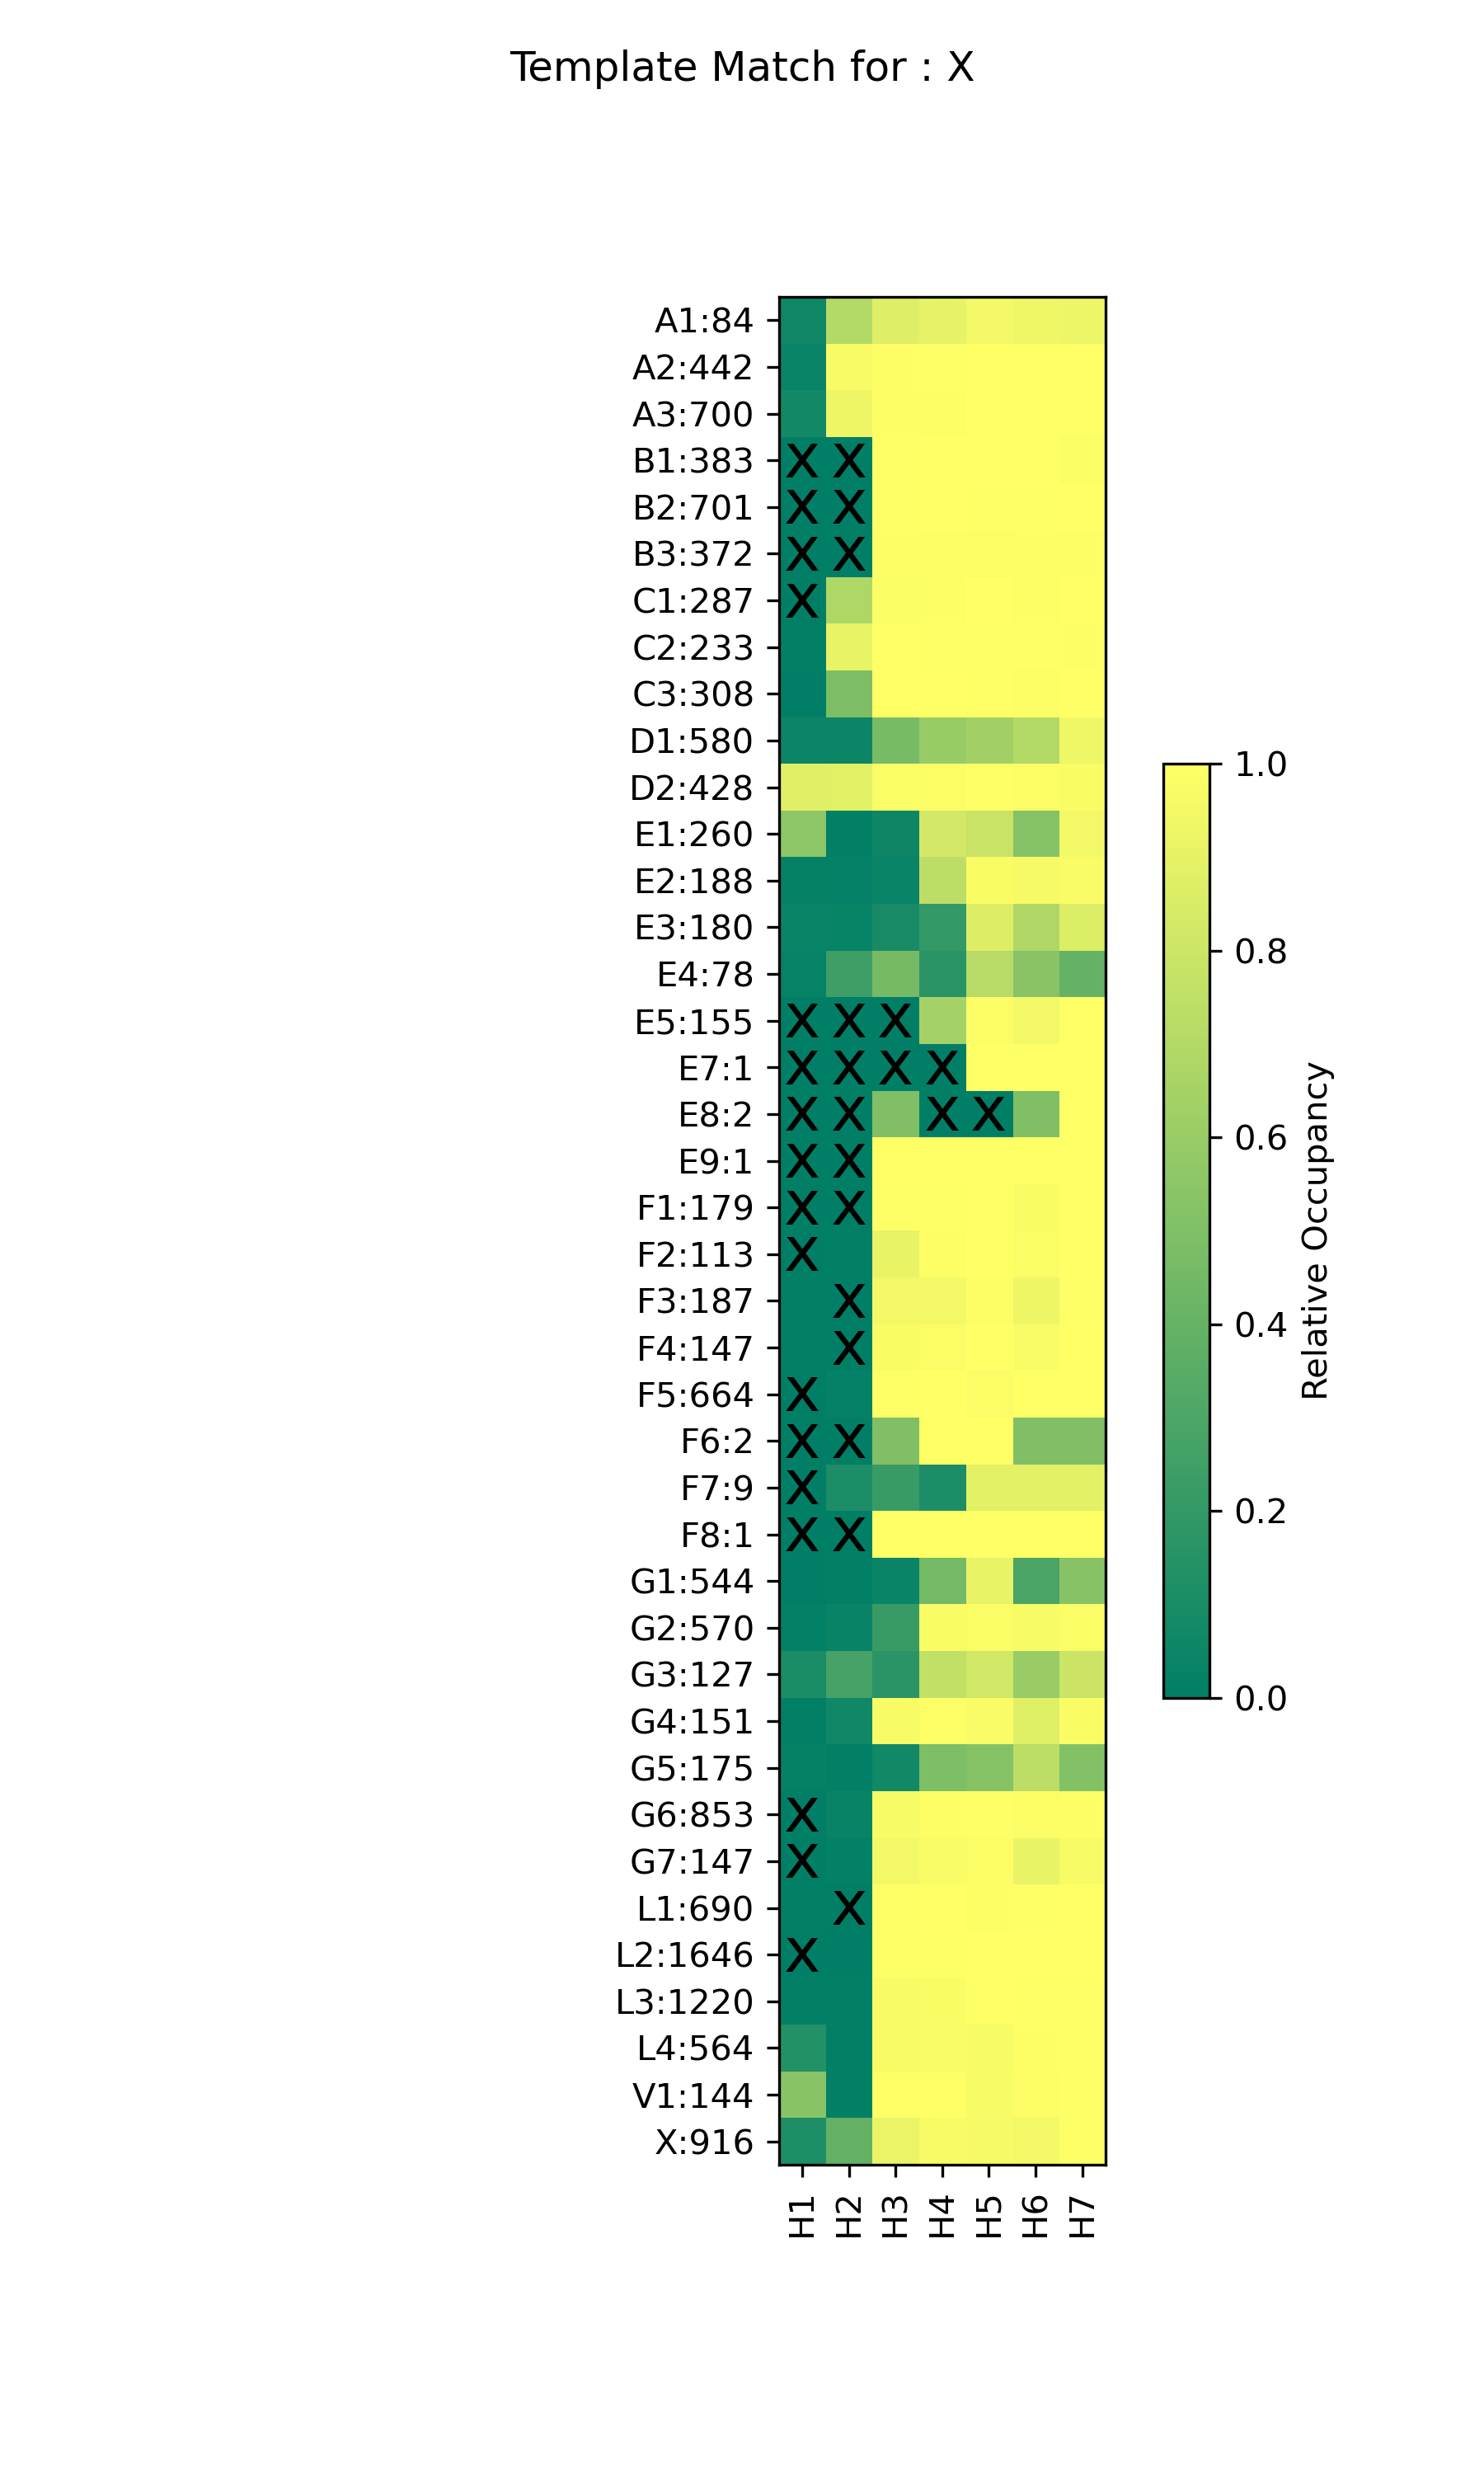 Template Match for : X
A1:84
A2:442
A3:700
B1:383
X X
B2:701
X X
B3:372
X X
C1:287
X
C2:233
C3:308
D1:580
D2:428
E1:260
E2:188
E3:180
E4:78
E5:155
X X X
E7:1
X X X X
E8:2
X X X X
E9:1
X X
F1:179
X X
F2:113
X
F3:187
X
F4:147
X
F5:664
X
F6:2
X X
F7:9
X
F8:1
X X
G1:544
G2:570
G3:127
G4:151
G5:175
G6:853
X
G7:147
X
L1:690
X
L2:1646
X
L3:1220
L4:564
V1:144
X:916
H1
H2
H3
H4
H5
H6
H7
1.0
0.8
0.6
0.4
0.2
0.0
Relative Occupancy